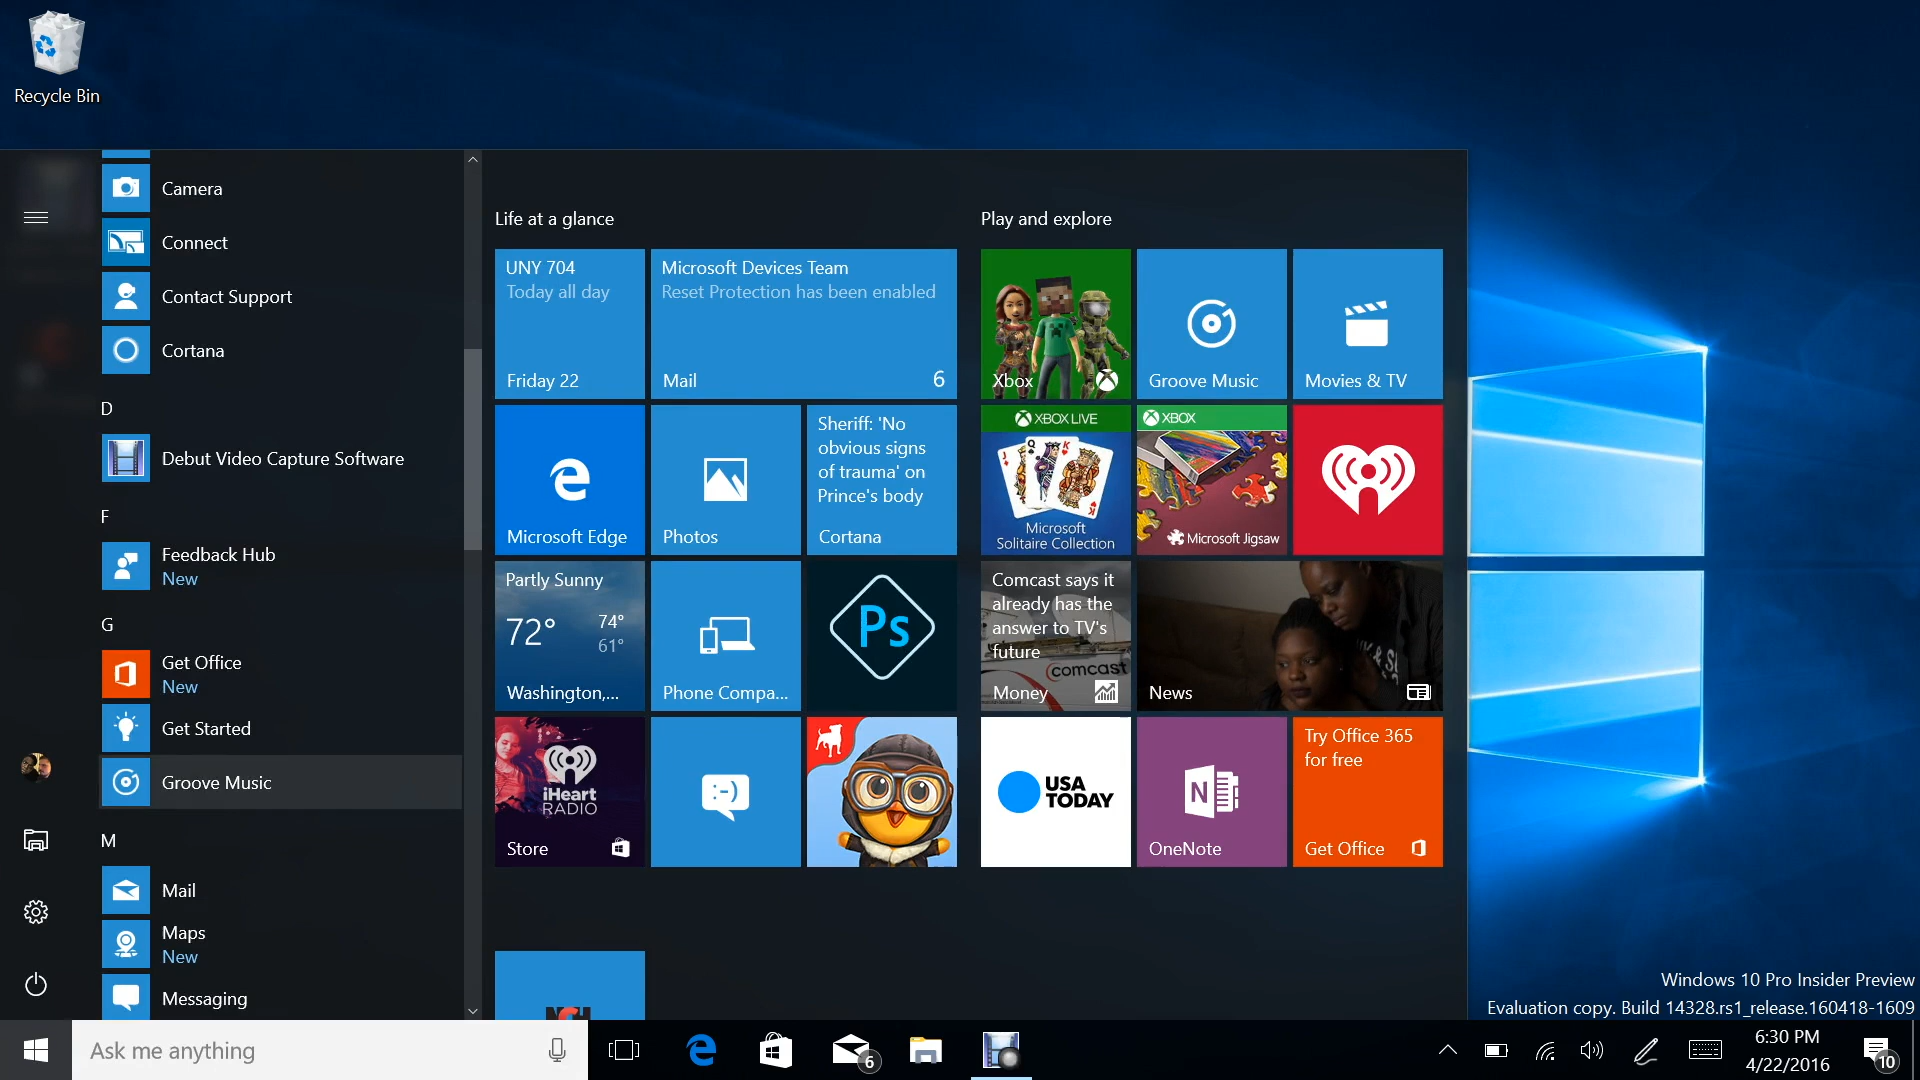 Recycle Bin
Camera
Connect
Contact Support
Cortana
D
Debut Video Capture Software
F
Feedback Hub
New
G
Get Office
New
Get Started
Groove Music
M
Mail
Maps
New
Messaging
Life at a glance
UNY 704
Today all day
Friday 22
Microsoft Devices Team
Reset Protection has been enabled
Mail
6
Microsoft Edge
Photos
Sheriff: 'No
obvious signs
of trauma' on
Prince's body
Cortana
Partly Sunny
72°
74°
61°
Washington,...
Phone Compa...
Ps
iHeart
RADIO
Store
:-)
Play and explore
Xbox
Groove Music
Movies & TV
XBOX LIVE
J
Q
K
Microsoft
Solitaire Collection
XBOX
Microsoft Jigsaw
Comcast says it
already has the
answer to TV's
future
comcast
Money
News
USA
TODAY
N
OneNote
Try Office 365
for free
Get Office
Windows 10 Pro Insider Preview
Evaluation copy. Build 14328.rs1_release.160418-1609
Ask me anything
6
6:30 PM
4/22/2016
10